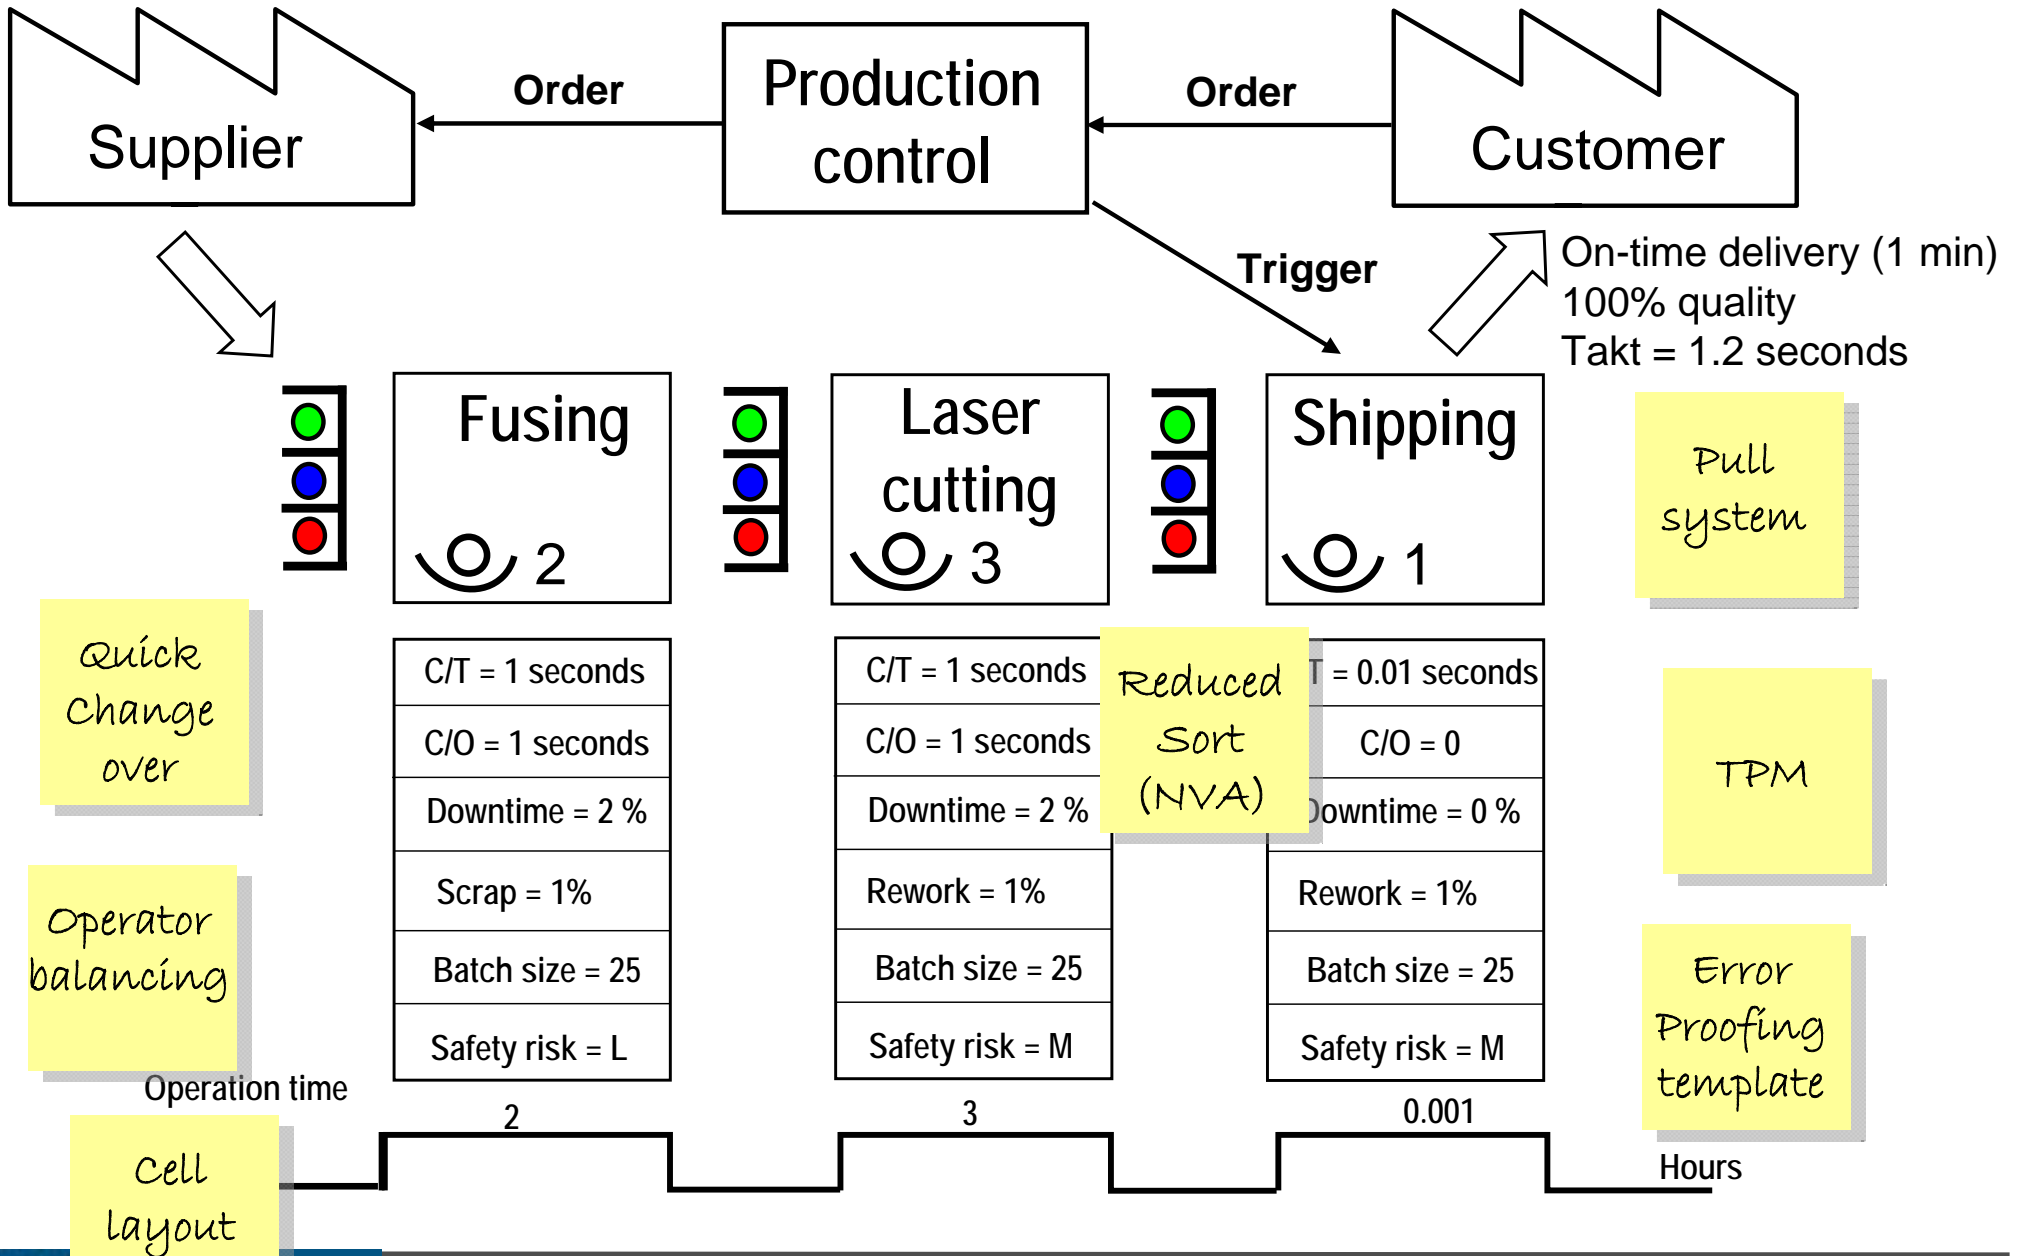 Supplier
Order
Production
control
Order
Customer
Trigger
On-time delivery (1 min)
100% quality
Takt = 1.2 seconds
Fusing
2
Laser
cutting
3
Shipping
1
Pull
system
Quick
Change
over
Operator
balancing
Cell
layout
C/T = 1 seconds
C/O = 1 seconds
Downtime = 2 %
Scrap = 1%
Batch size = 25
Safety risk = L
C/T = 1 seconds
C/O = 1 seconds
Downtime = 2 %
Rework = 1%
Batch size = 25
Safety risk = M
Reduced
Sort
(NVA)
T = 0.01 seconds
C/O = 0
Downtime = 0 %
Rework = 1%
Batch size = 25
Safety risk = M
TPM
Error
Proofing
template
Operation time
2
3
0.001
Hours